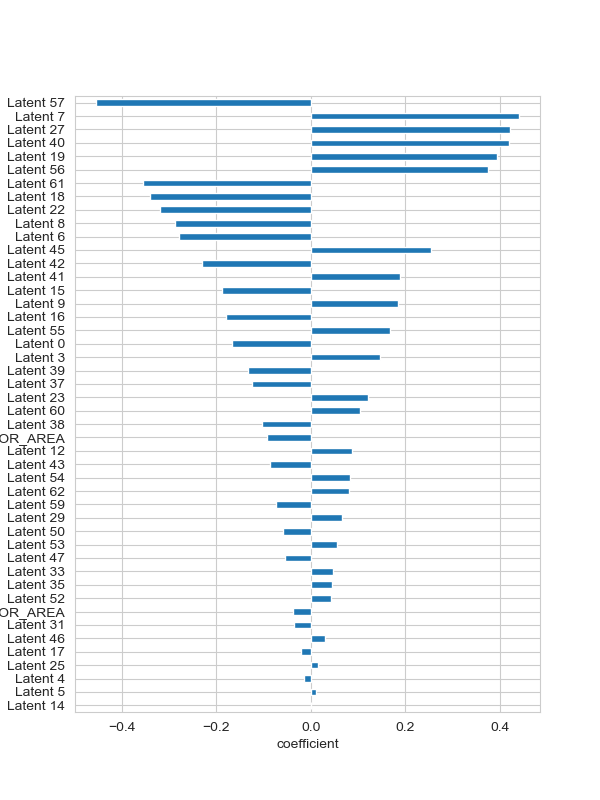 Latent 57
Latent 7
Latent 27
Latent 40
Latent 19
Latent 56
Latent 61
Latent 18
Latent 22
Latent 8
Latent 6
Latent 45
Latent 42
Latent 41
Latent 15
Latent 9
Latent 16
Latent 55
Latent 0
Latent 3
Latent 39
Latent 37
Latent 23
Latent 60
Latent 38
OR_AREA
Latent 12
Latent 43
Latent 54
Latent 62
Latent 59
Latent 29
Latent 50
Latent 53
Latent 47
Latent 33
Latent 35
Latent 52
OR_AREA
Latent 31
Latent 46
Latent 17
Latent 25
Latent 4
Latent 5
Latent 14
−0.4 −0.2 0.0 0.2 0.4
coefficient